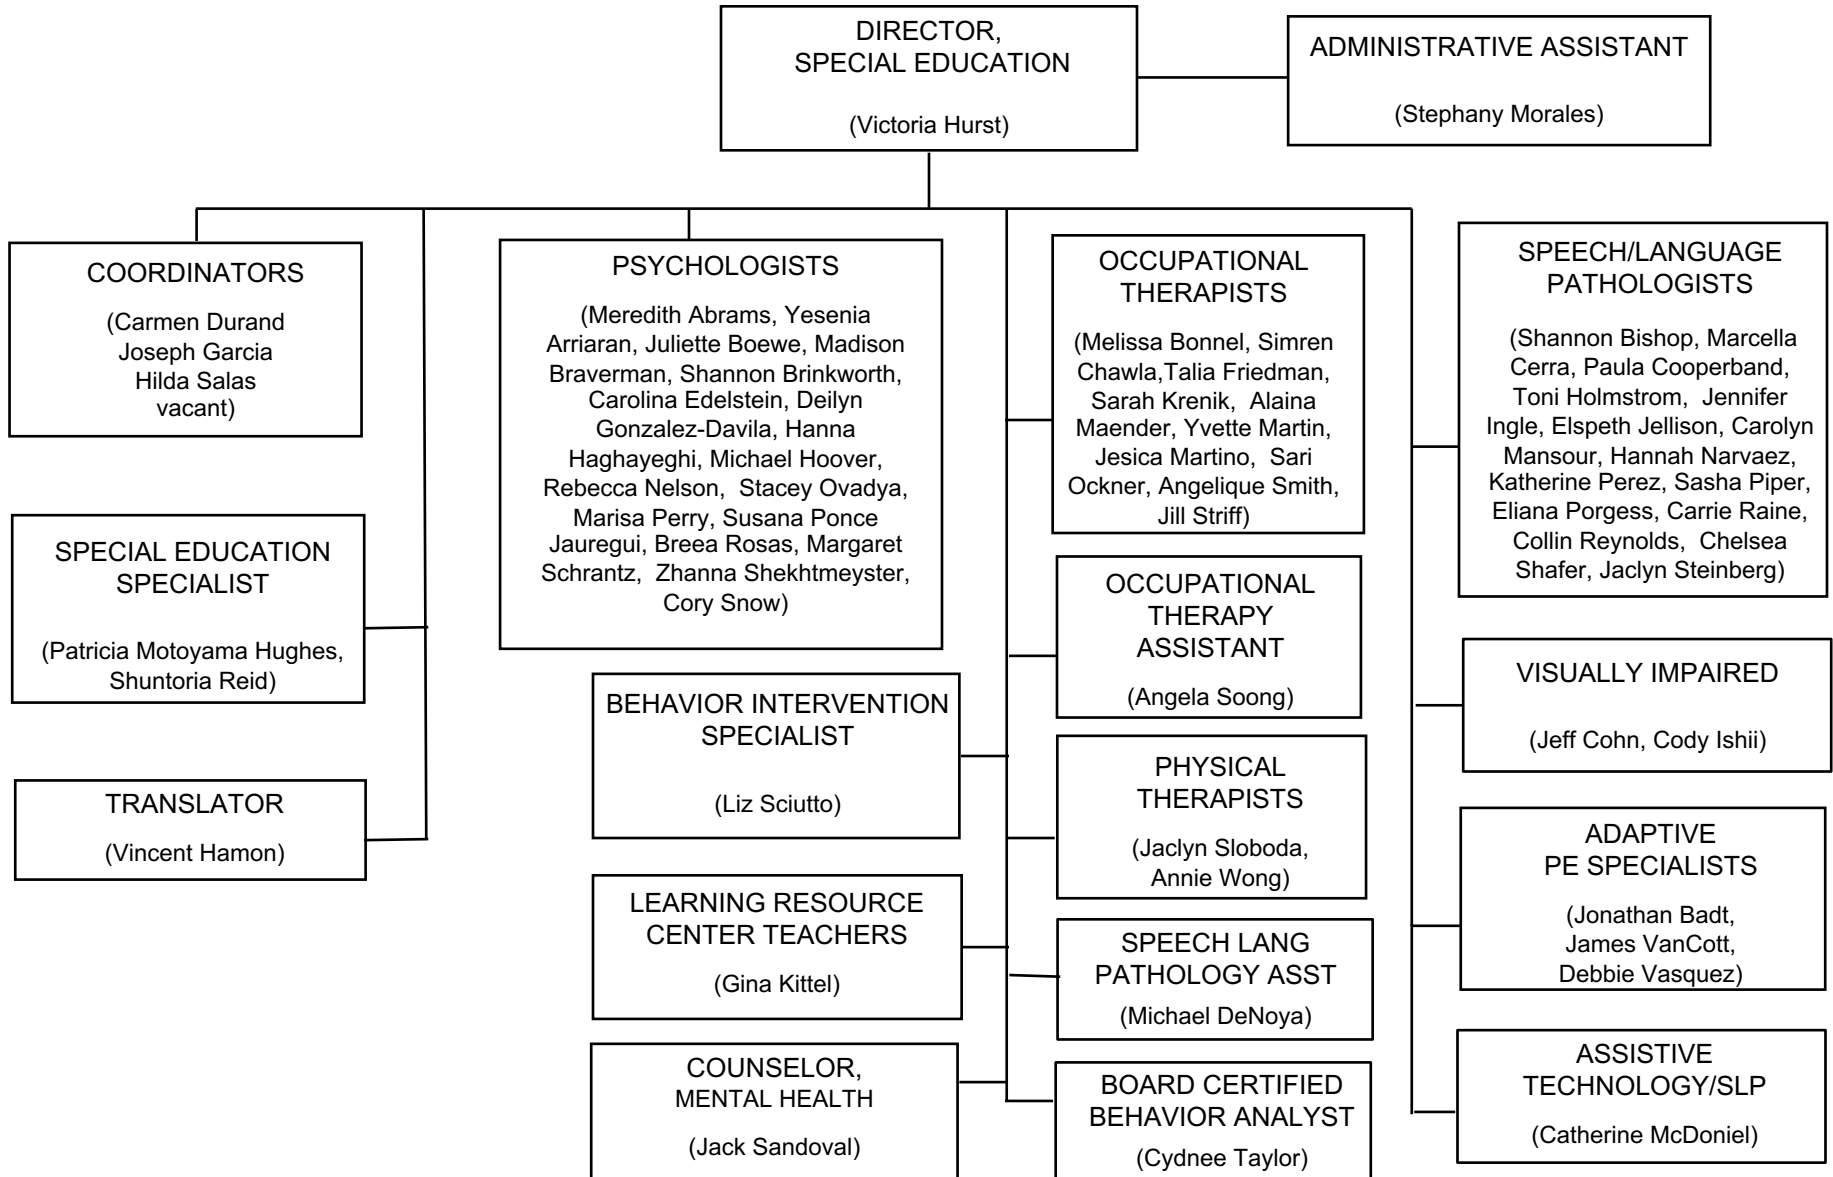 DIRECTOR,
SPECIAL EDUCATION
(Victoria Hurst)
ADMINISTRATIVE ASSISTANT
(Stephany Morales)
COORDINATORS
(Carmen Durand
Joseph Garcia
Hilda Salas
vacant)
SPECIAL EDUCATION
SPECIALIST
(Patricia Motoyama Hughes,
Shuntoria Reid)
TRANSLATOR
(Vincent Hamon)
PSYCHOLOGISTS
(Meredith Abrams, Yesenia
Arriaran, Juliette Boewe, Madison
Braverman, Shannon Brinkworth,
Carolina Edelstein, Deilyn
Gonzalez-Davila, Hanna
Haghayeghi, Michael Hoover,
Rebecca Nelson, Stacey Ovadya,
Marisa Perry, Susana Ponce
Jauregui, Breea Rosas, Margaret
Schrantz, Zhanna Shekhtmeyster,
Cory Snow)
BEHAVIOR INTERVENTION
SPECIALIST
(Liz Sciutto)
LEARNING RESOURCE
CENTER TEACHERS
(Gina Kittel)
COUNSELOR,
MENTAL HEALTH
(Jack Sandoval)
OCCUPATIONAL
THERAPISTS
(Melissa Bonnel, Simren
Chawla,Talia Friedman,
Sarah Krenik, Alaina
Maender, Yvette Martin,
Jesica Martino, Sari
Ockner, Angelique Smith,
Jill Striff)
OCCUPATIONAL
THERAPY
ASSISTANT
(Angela Soong)
PHYSICAL
THERAPISTS
(Jaclyn Sloboda,
Annie Wong)
SPEECH LANG
PATHOLOGY ASST
(Michael DeNoya)
BOARD CERTIFIED
BEHAVIOR ANALYST
(Cydnee Taylor)
SPEECH/LANGUAGE
PATHOLOGISTS
(Shannon Bishop, Marcella
Cerra, Paula Cooperband,
Toni Holmstrom, Jennifer
Ingle, Elspeth Jellison, Carolyn
Mansour, Hannah Narvaez,
Katherine Perez, Sasha Piper,
Eliana Porgess, Carrie Raine,
Collin Reynolds, Chelsea
Shafer, Jaclyn Steinberg)
VISUALLY IMPAIRED
(Jeff Cohn, Cody Ishii)
ADAPTIVE
PE SPECIALISTS
(Jonathan Badt,
James VanCott,
Debbie Vasquez)
ASSISTIVE
TECHNOLOGY/SLP
(Catherine McDoniel)